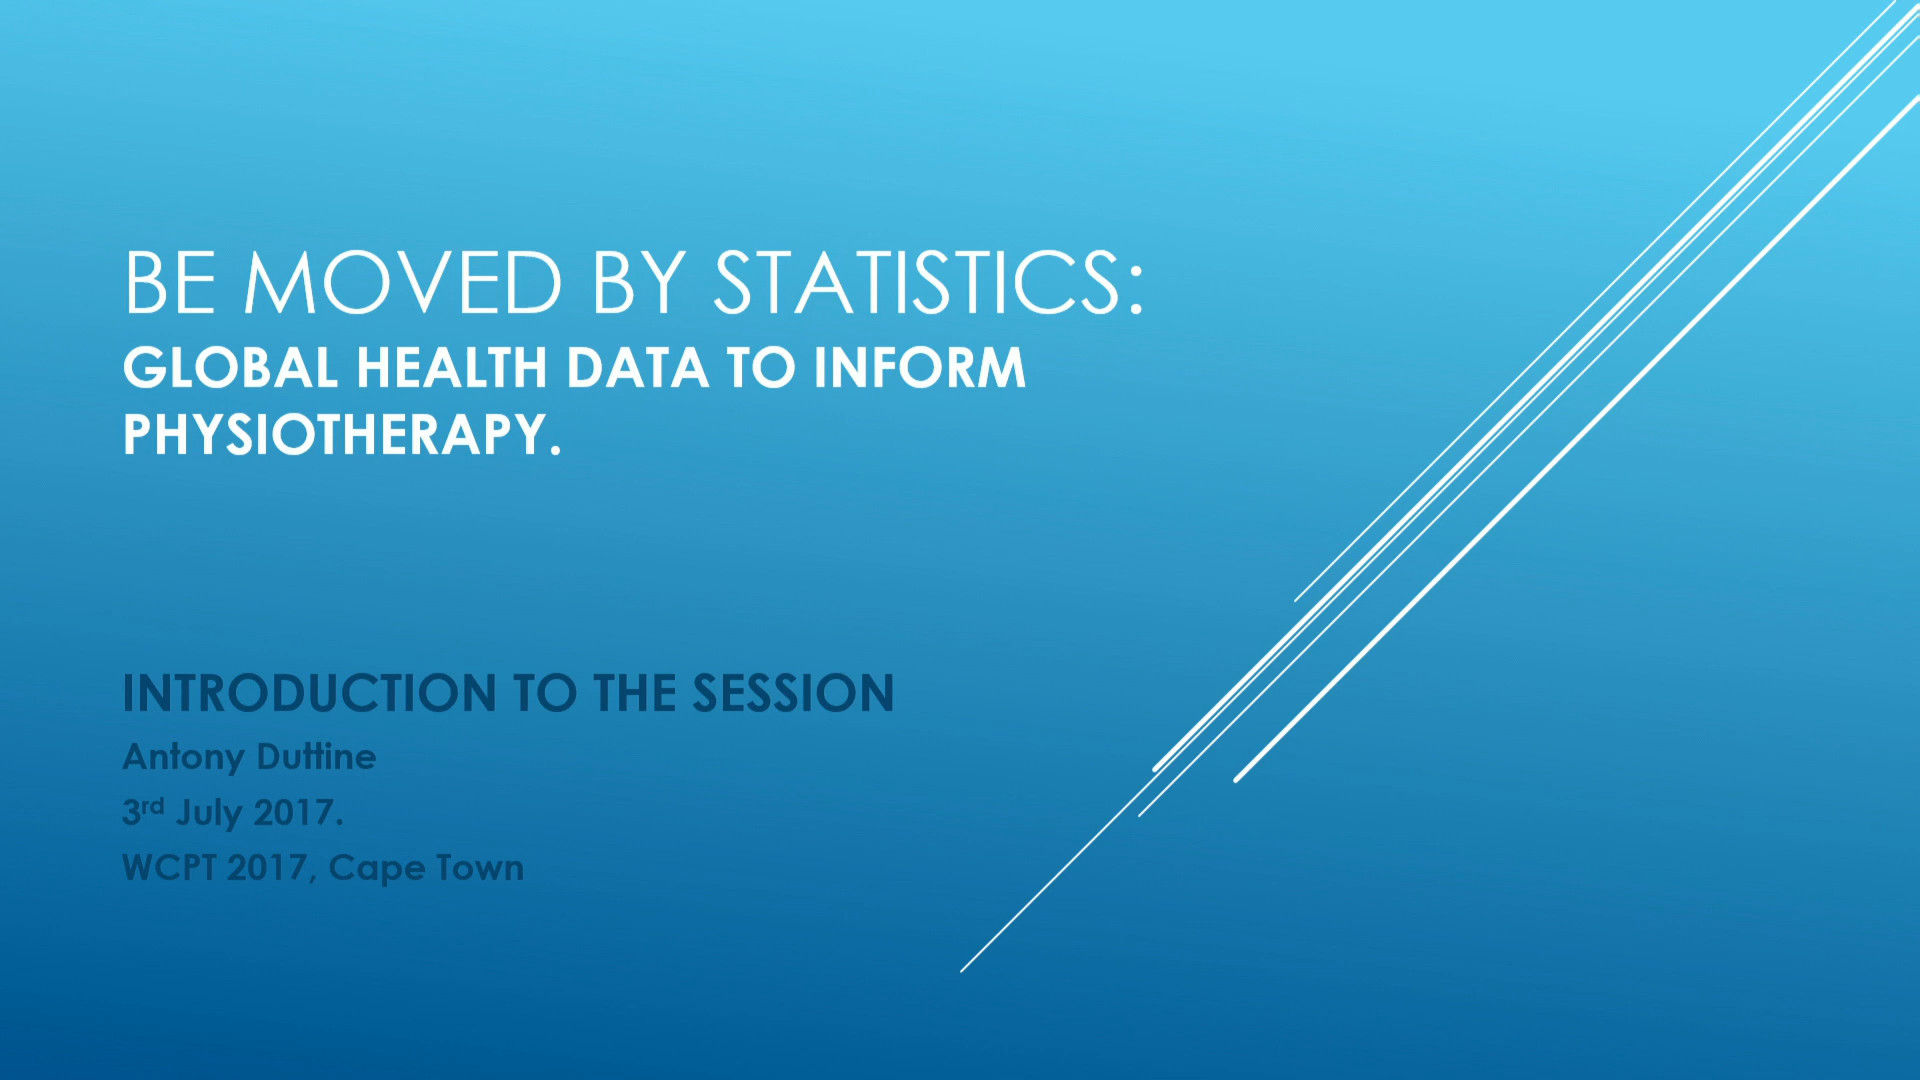 BE MOVED BY STATISTICS:
GLOBAL HEALTH DATA TO INFORM
PHYSIOTHERAPY.
INTRODUCTION TO THE SESSION
Antony Duttine
3rd July 2017.
WCPT 2017, Cape Town